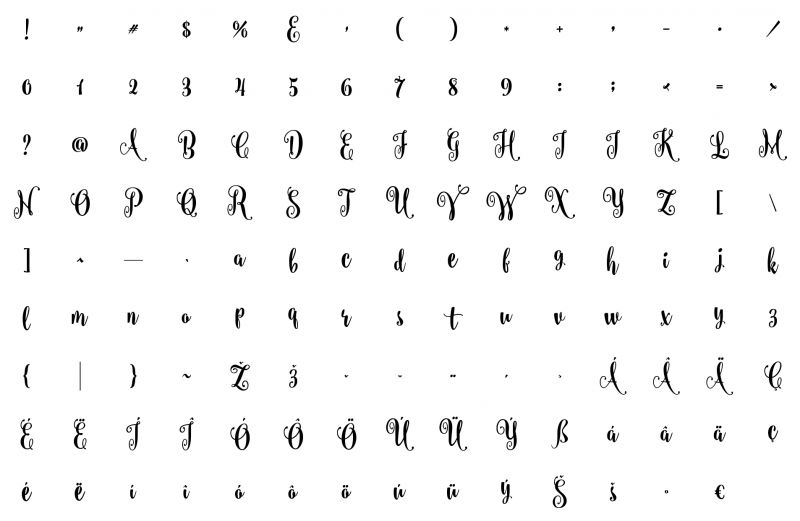 ! " # $ % & ' ( ) * + , - . /
0 1 2 3 4 5 6 7 8 9 : ; < = >
? @ A B C D E F G H I J K L M
N O P Q R S T U V W X Y Z [ \
] ^ _ ` a b c d e f g h i j k
l m n o p q r s t u v w x y z
{ | } ~ Ž ž ˇ ˘ ¨ ´ ¸ Á Â Ä Ç
É Ë Í Î Ó Ô Ö Ú Ü Ý ß á â ä ç
é ë í î ó ô ö ú ü ý Š š ° €